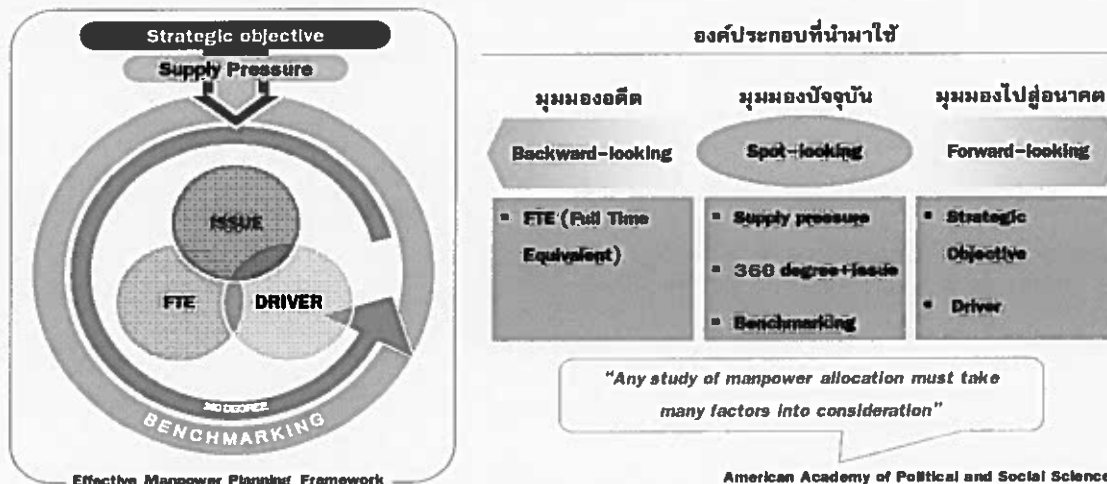 Strategic objective
Supply Pressure
ISSUE
FTE
DRIVER
360 DEGREE
BENCHMARKING
Effective Manpower Planning Framework
องค์ประกอบที่นำมาใช้
มุมมองอดีต
มุมมองปัจจุบัน
มุมมองไปสู่อนาคต
Backward-looking
Spot-looking
Forward-looking
▪ FTE (Full Time
Equivalent)
▪ Supply pressure
▪ 360 degree+issue
▪ Benchmarking
• Strategic
Objective
• Driver
"Any study of manpower allocation must take
many factors into consideration"
American Academy of Political and Social Science